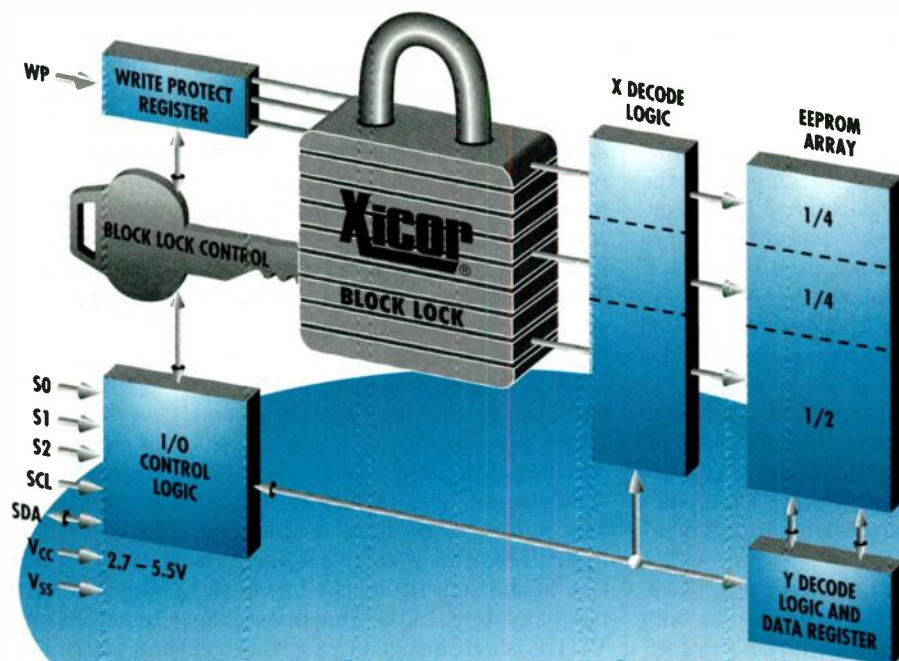 WP
WRITE PROTECT
REGISTER
X DECODE
LOGIC
EEPROM
ARRAY
BLOCK LOCK CONTROL
Xicor®
BLOCK LOCK
1/4
1/4
1/2
S0
S1
S2
SCL
SDA
VCC
VSS
I/O
CONTROL
LOGIC
2.7 – 5.5V
Y DECODE
LOGIC AND
DATA REGISTER